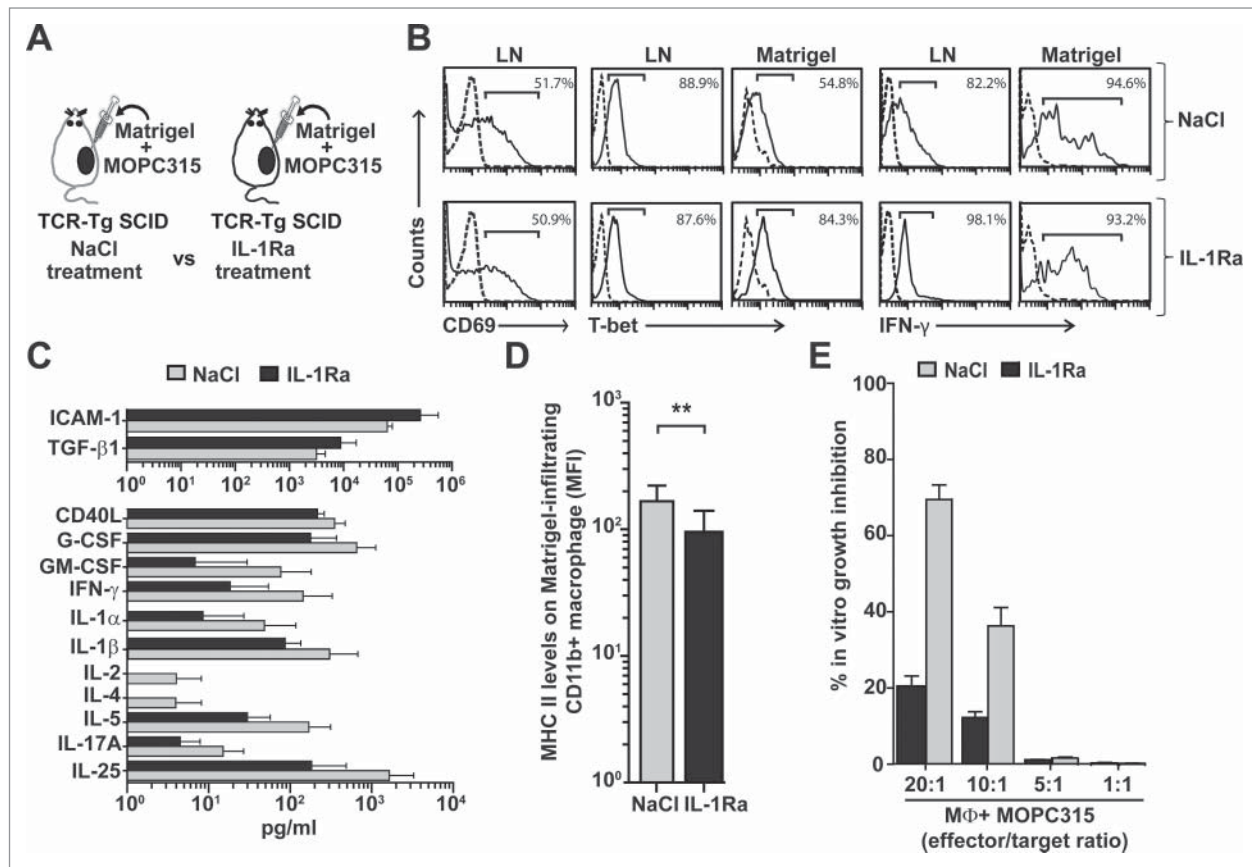 A
Matrigel
+
MOPC315
TCR-Tg SCID
NaCl
treatment
vs
Matrigel
+
MOPC315
TCR-Tg SCID
IL-1Ra
treatment
B
LN LN Matrigel LN Matrigel
51.7% 88.9% 54.8% 82.2% 94.6%
NaCl
50.9% 87.6% 84.3% 98.1% 93.2%
IL-1Ra
Counts
CD69 T-bet IFN-γ
C
NaCl IL-1Ra
ICAM-1
TGF-β1
10⁰ 10¹ 10² 10³ 10⁴ 10⁵ 10⁶
CD40L
G-CSF
GM-CSF
IFN-γ
IL-1α
IL-1β
IL-2
IL-4
IL-5
IL-17A
IL-25
10⁰ 10¹ 10² 10³ 10⁴
pg/ml
D
MHC II levels on Matrigel-infiltrating
CD11b+ macrophage (MFI)
10³
10²
10¹
10⁰
**
NaCl IL-1Ra
E
NaCl IL-1Ra
% in vitro growth inhibition
100
80
60
40
20
0
20:1 10:1 5:1 1:1
MΦ+ MOPC315
(effector/target ratio)